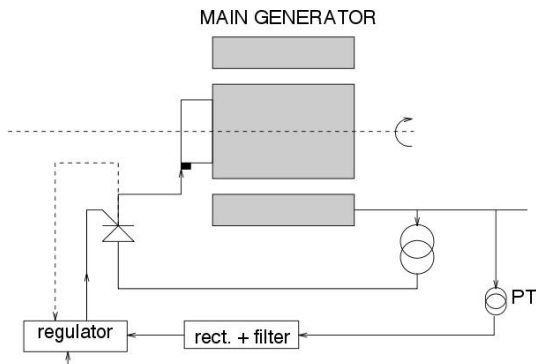 MAIN GENERATOR
PT
regulator
rect. + filter